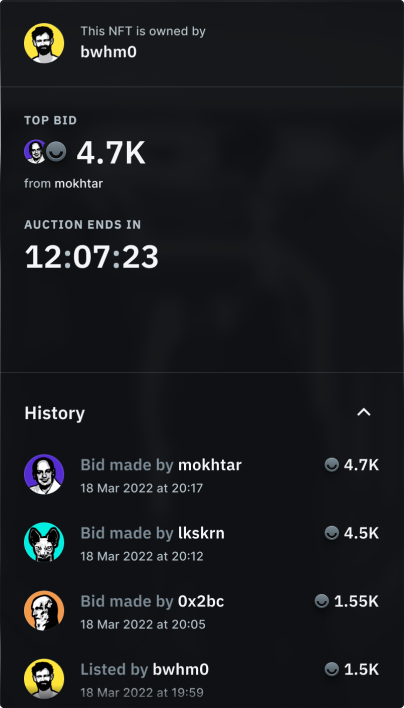 This NFT is owned by
bwhm0
TOP BID
4.7K
from mokhtar
AUCTION ENDS IN
12:07:23
History
Bid made by mokhtar 4.7K
18 Mar 2022 at 20:17
Bid made by lkskrn 4.5K
18 Mar 2022 at 20:12
Bid made by 0x2bc 1.55K
18 Mar 2022 at 20:05
Listed by bwhm0 1.5K
18 Mar 2022 at 19:59